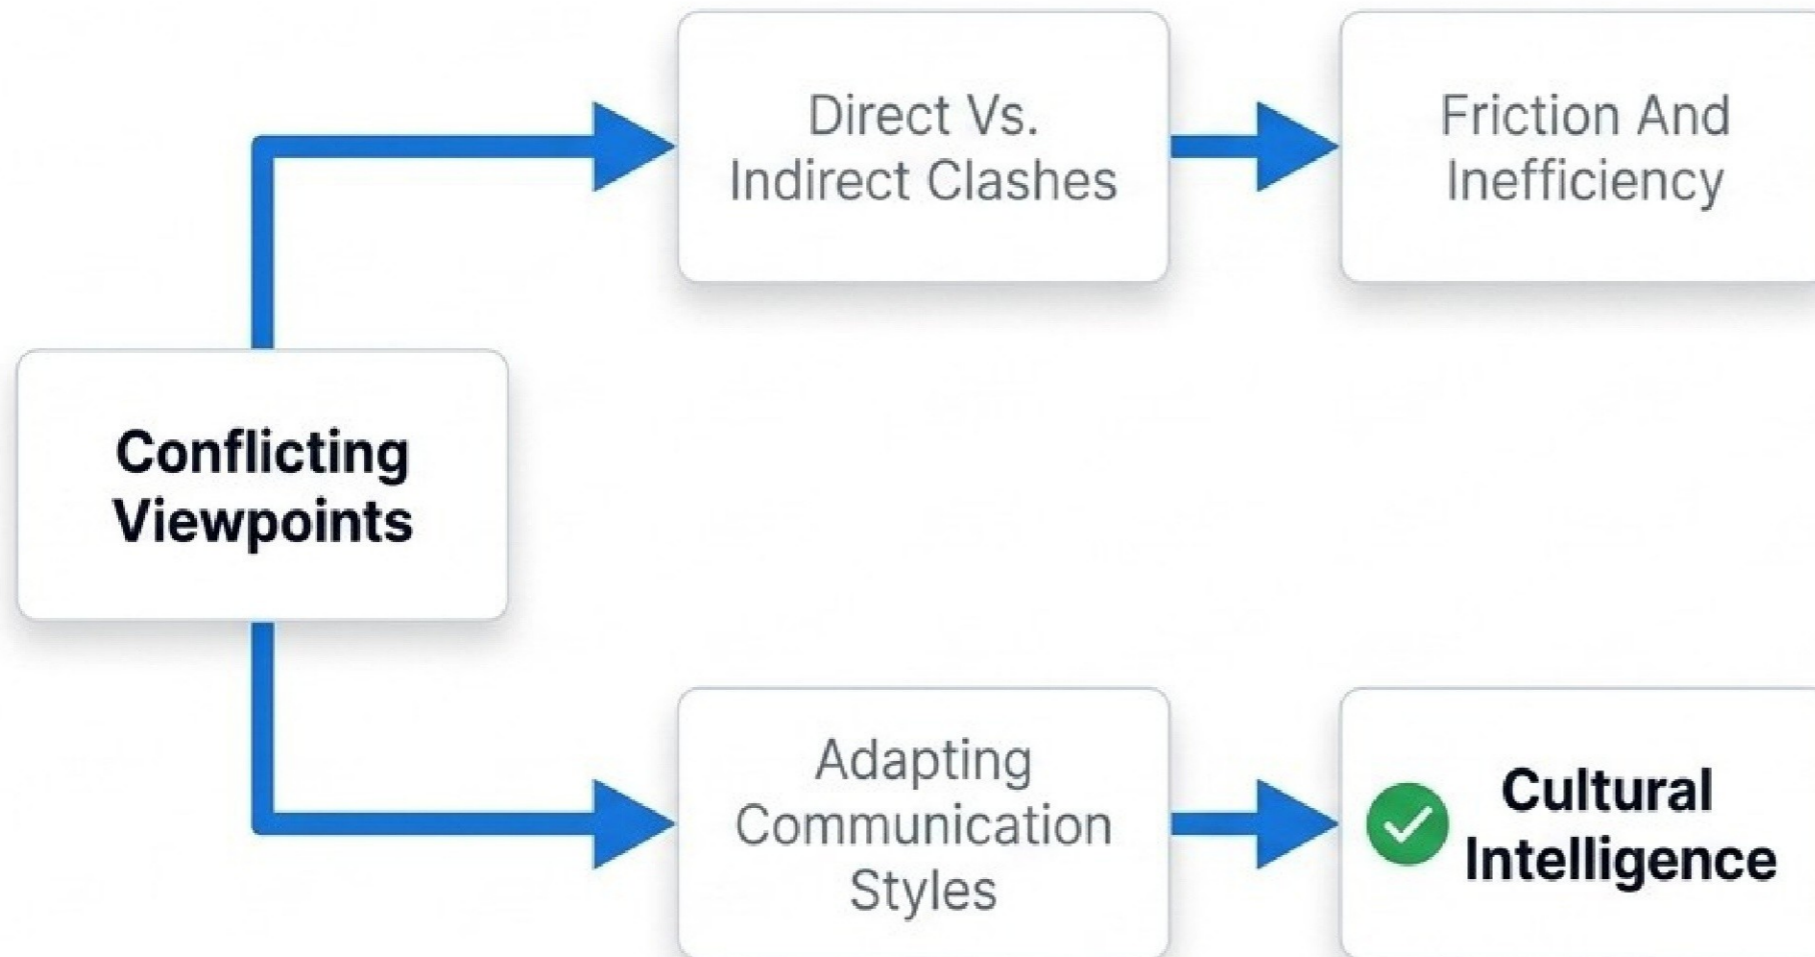 Direct Vs.
Indirect Clashes
Friction And
Inefficiency
Conflicting
Viewpoints
Adapting
Communication
Styles
Cultural
Intelligence